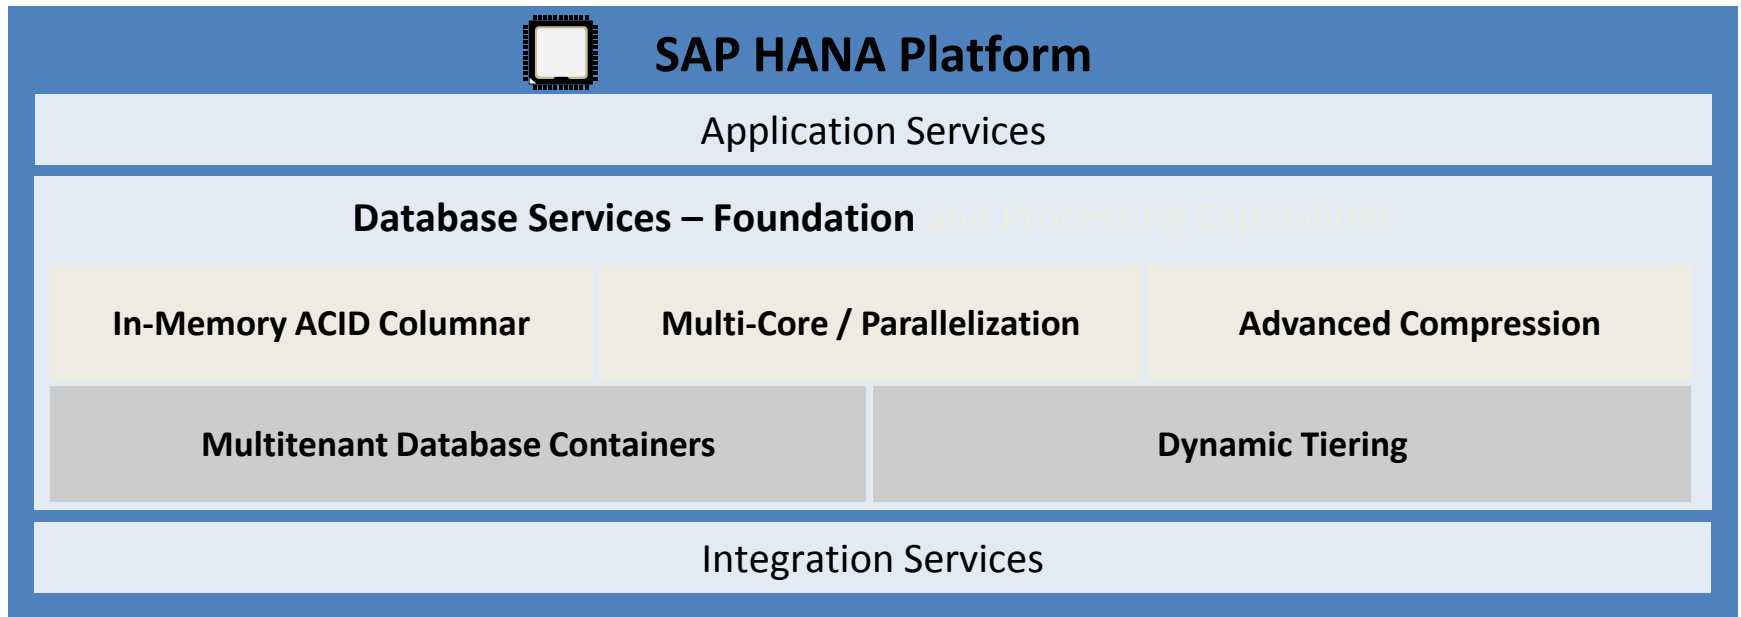 SAP HANA Platform
Application Services
Database Services – Foundation and Processing Capabilities
In-Memory ACID Columnar
Multi-Core / Parallelization
Advanced Compression
Multitenant Database Containers
Dynamic Tiering
Integration Services